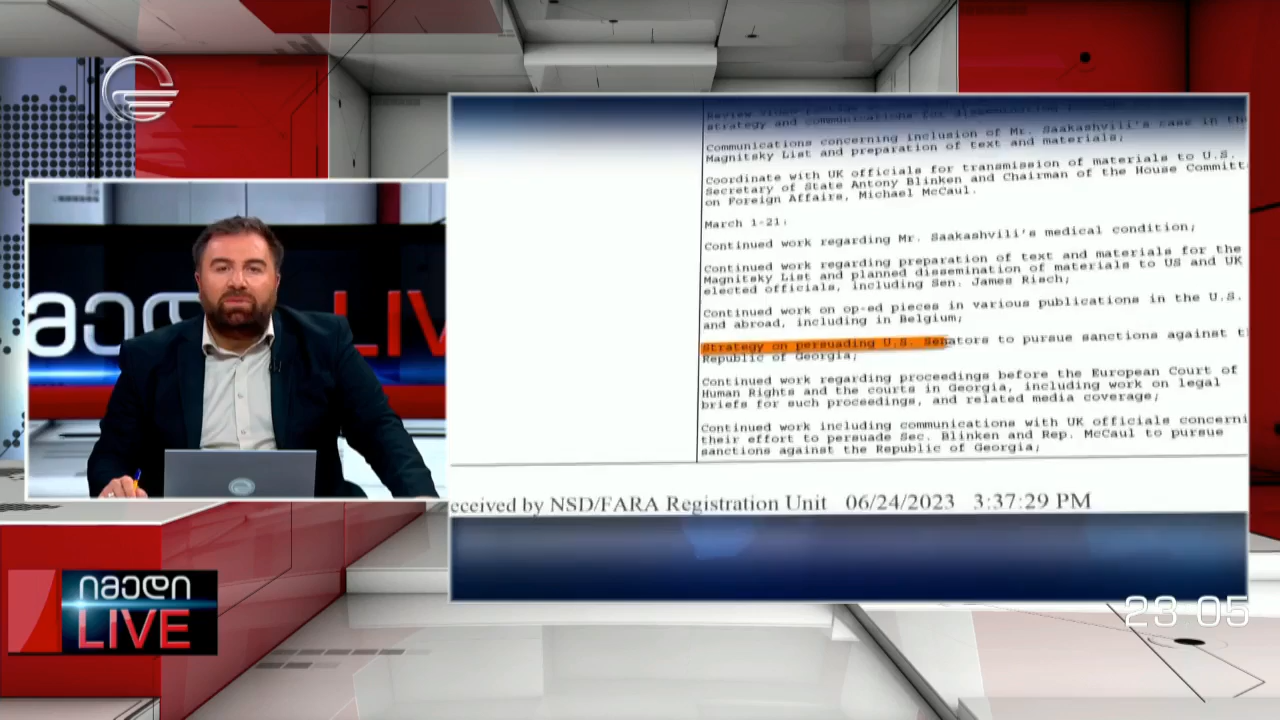 იმედი LIV
strategy and communications for
Communications concerning inclusion of Mr. Saakashvili's case in the
Magnitsky List and preparation of text and materials;
Coordinate with UK officials for transmission of materials to U.S.
Secretary of State Antony Blinken and Chairman of the House Committ
on Foreign Affairs, Michael McCaul.
March 1-21:
Continued work regarding Mr. Saakashvili's medical condition;
Continued work regarding preparation of text and materials for the
Magnitsky List and planned dissemination of materials to US and UK
elected officials, including Sen. James Risch;
Continued work on op-ed pieces in various publications in the U.S.
and abroad, including in Belgium;
Strategy on persuading U.S. Senators to pursue sanctions against t
Republic of Georgia;
Continued work regarding proceedings before the European Court of
Human Rights and the courts in Georgia, including work on legal
briefs for such proceedings, and related media coverage;
Continued work including communications with UK officials concerni
their effort to persuade Sec. Blinken and Rep. McCaul to pursue
sanctions against the Republic of Georgia;
eceived by NSD/FARA Registration Unit 06/24/2023 3:37:29 PM
იმედი
LIVE
23 05